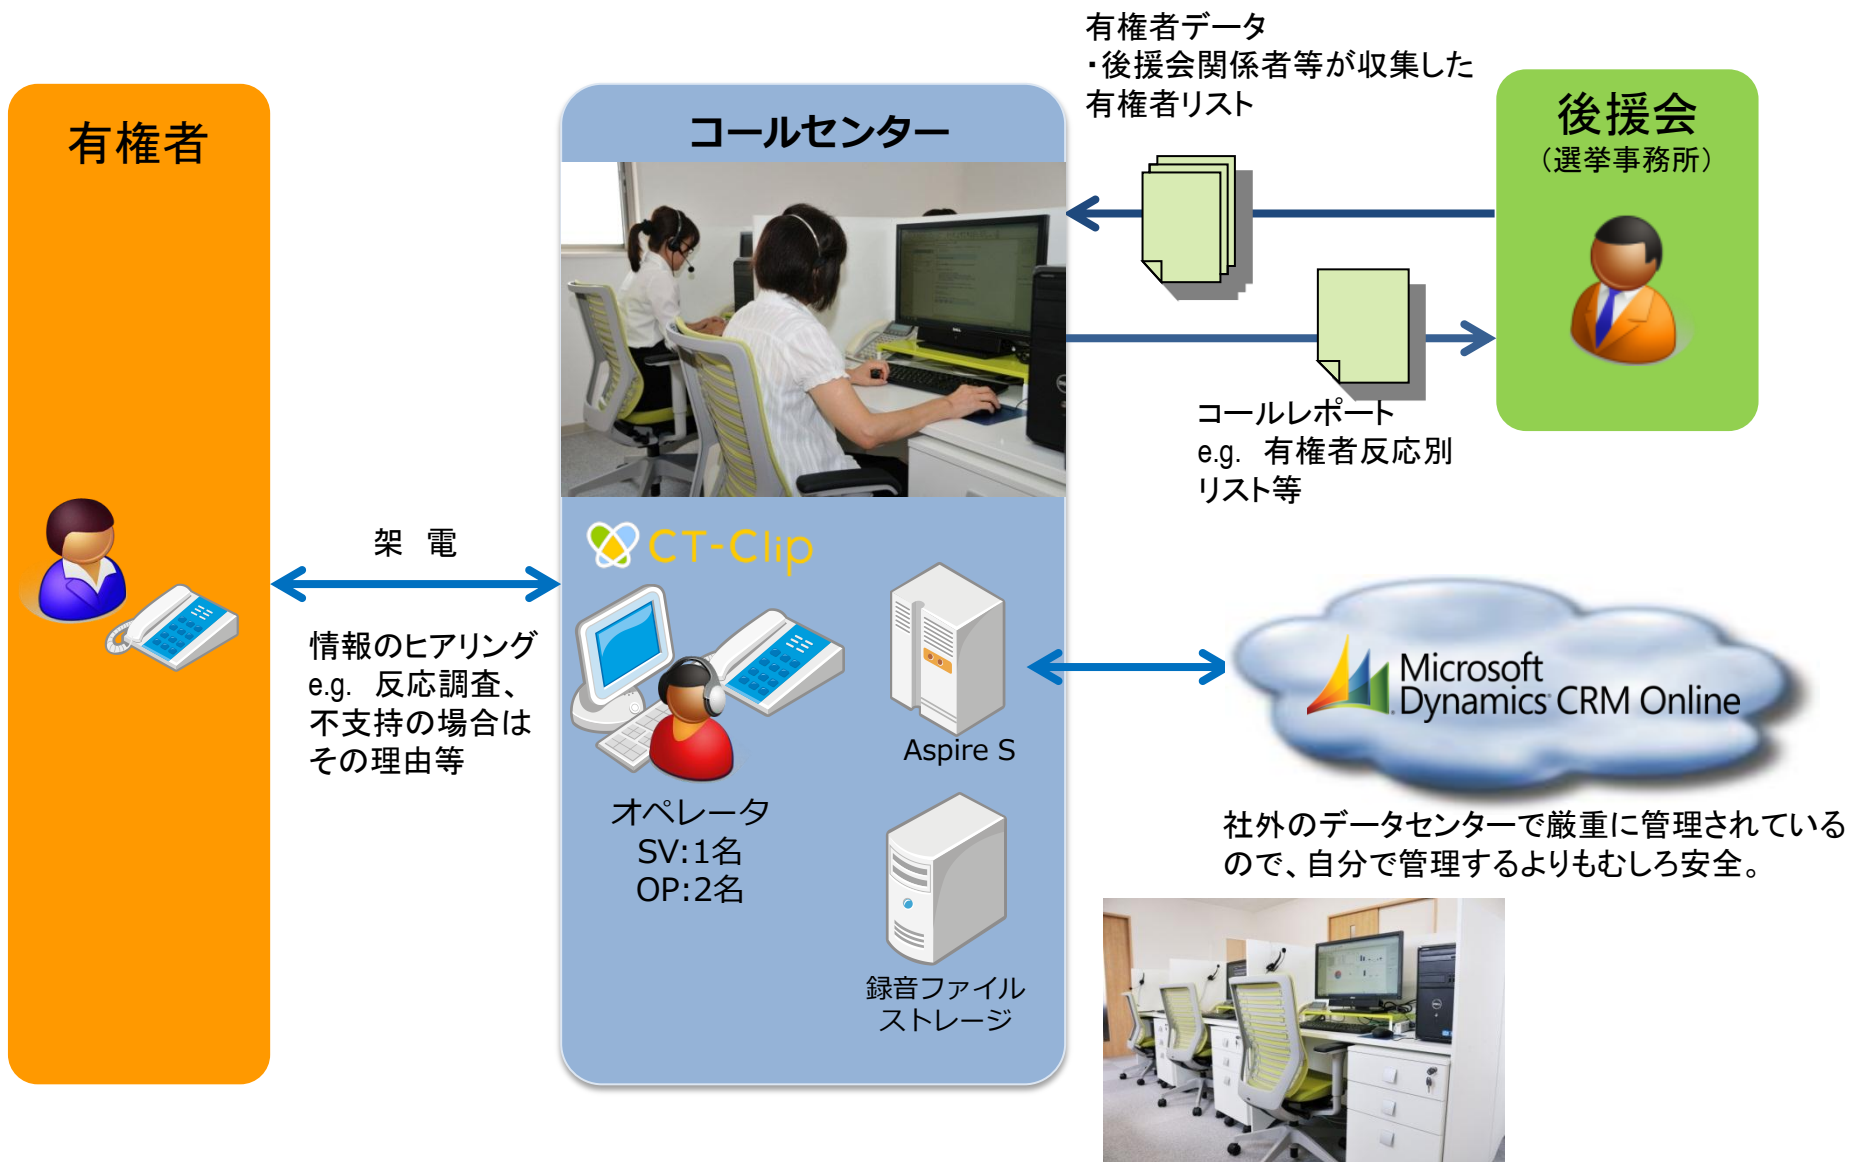 有権者データ
・後援会関係者等が収集した
有権者リスト
有権者
コールセンター
後援会
（選挙事務所）
コールレポート
e.g. 有権者反応別
リスト等
架 電
情報のヒアリング
e.g. 反応調査、
不支持の場合は
その理由等
CT-Clip
Aspire S
オペレータ
SV:1名
OP:2名
録音ファイル
ストレージ
Microsoft
Dynamics CRM Online
社外のデータセンターで厳重に管理されている
ので、自分で管理するよりもむしろ安全。